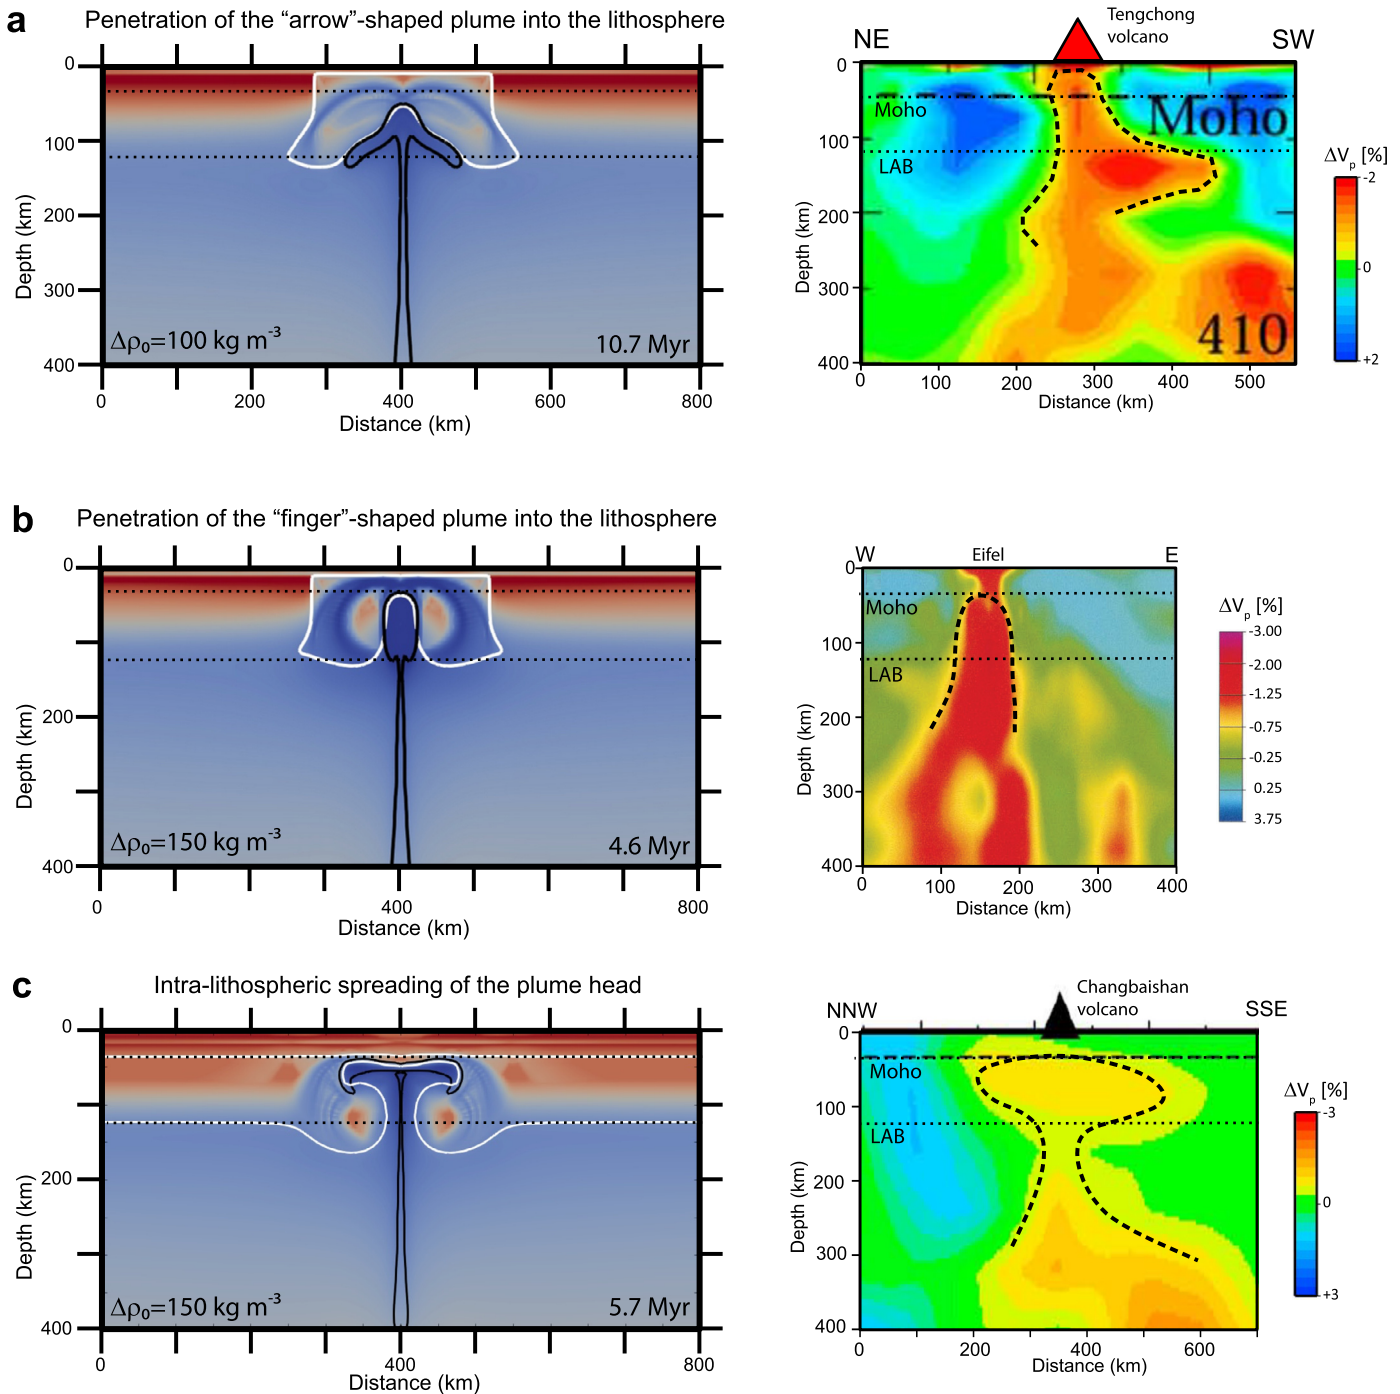 a
Penetration of the “arrow”-shaped plume into the lithosphere
0
100
200
300
400
Depth (km)
Δρ₀=100 kg m⁻³
10.7 Myr
0
200
400
600
800
Distance (km)
Tengchong
volcano
NE
SW
0
100
200
300
400
Depth (km)
Moho
Moho
LAB
410
0
100
200
300
400
500
Distance (km)
ΔVp [%]
-2
0
+2
b
Penetration of the “finger”-shaped plume into the lithosphere
0
200
400
Depth (km)
Δρ₀=150 kg m⁻³
4.6 Myr
0
400
800
Distance (km)
W
Eifel
E
0
100
200
300
400
Depth (km)
Moho
LAB
0
100
200
300
400
Distance (km)
ΔVp [%]
-3.00
-2.00
-1.25
-0.75
-0.25
0.25
3.75
c
Intra-lithospheric spreading of the plume head
0
200
400
Depth (km)
Δρ₀=150 kg m⁻³
5.7 Myr
0
400
800
Distance (km)
Changbaishan
volcano
NNW
SSE
0
100
200
300
400
Depth (km)
Moho
LAB
0
200
400
600
Distance (km)
ΔVp [%]
-3
0
+3